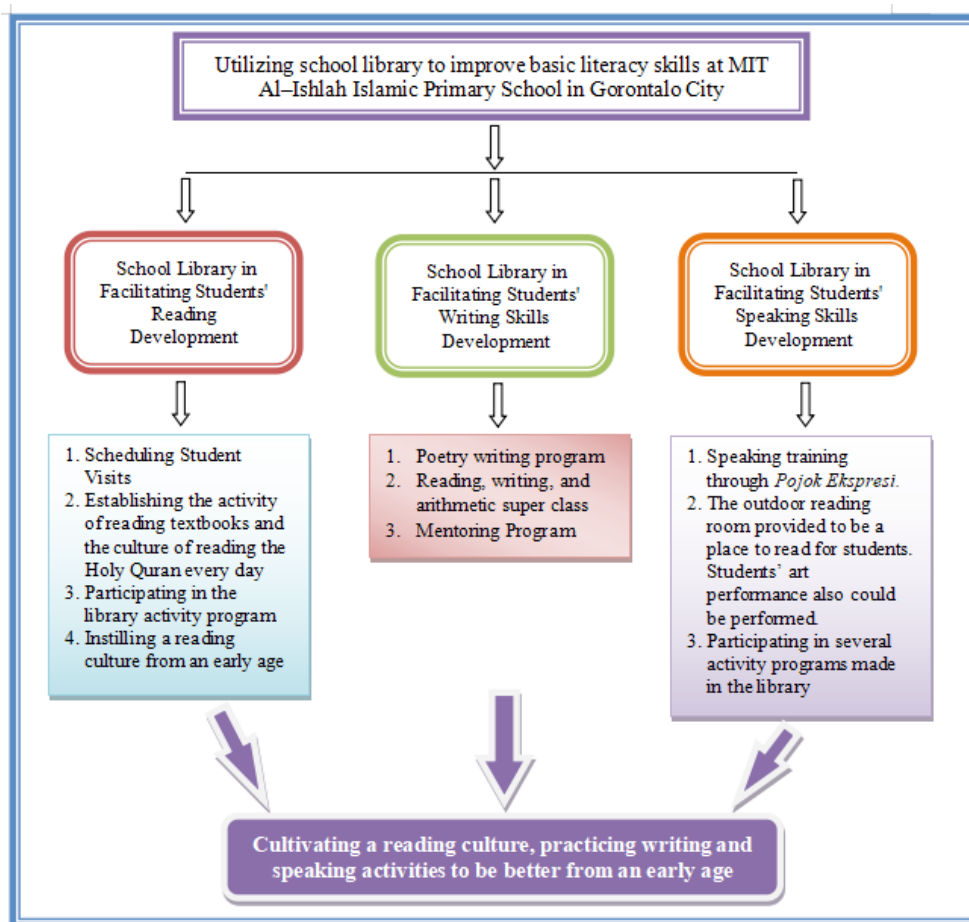 Utilizing school library to improve basic literacy skills at MIT
Al–Ishlah Islamic Primary School in Gorontalo City
School Library in
Facilitating Students'
Reading
Development
School Library in
Facilitating Students'
Writing Skills
Development
School Library in
Facilitating Students'
Speaking Skills
Development
1. Scheduling Student
Visits
2. Establishing the activity
of reading textbooks and
the culture of reading the
Holy Quran every day
3. Participating in the
library activity program
4. Instilling a reading
culture from an early age
1. Poetry writing program
2. Reading, writing, and
arithmetic super class
3. Mentoring Program
1. Speaking training
through Pojok Ekspresi.
2. The outdoor reading
room provided to be a
place to read for students.
Students’ art
performance also could
be performed.
3. Participating in several
activity programs made
in the library
Cultivating a reading culture, practicing writing and
speaking activities to be better from an early age